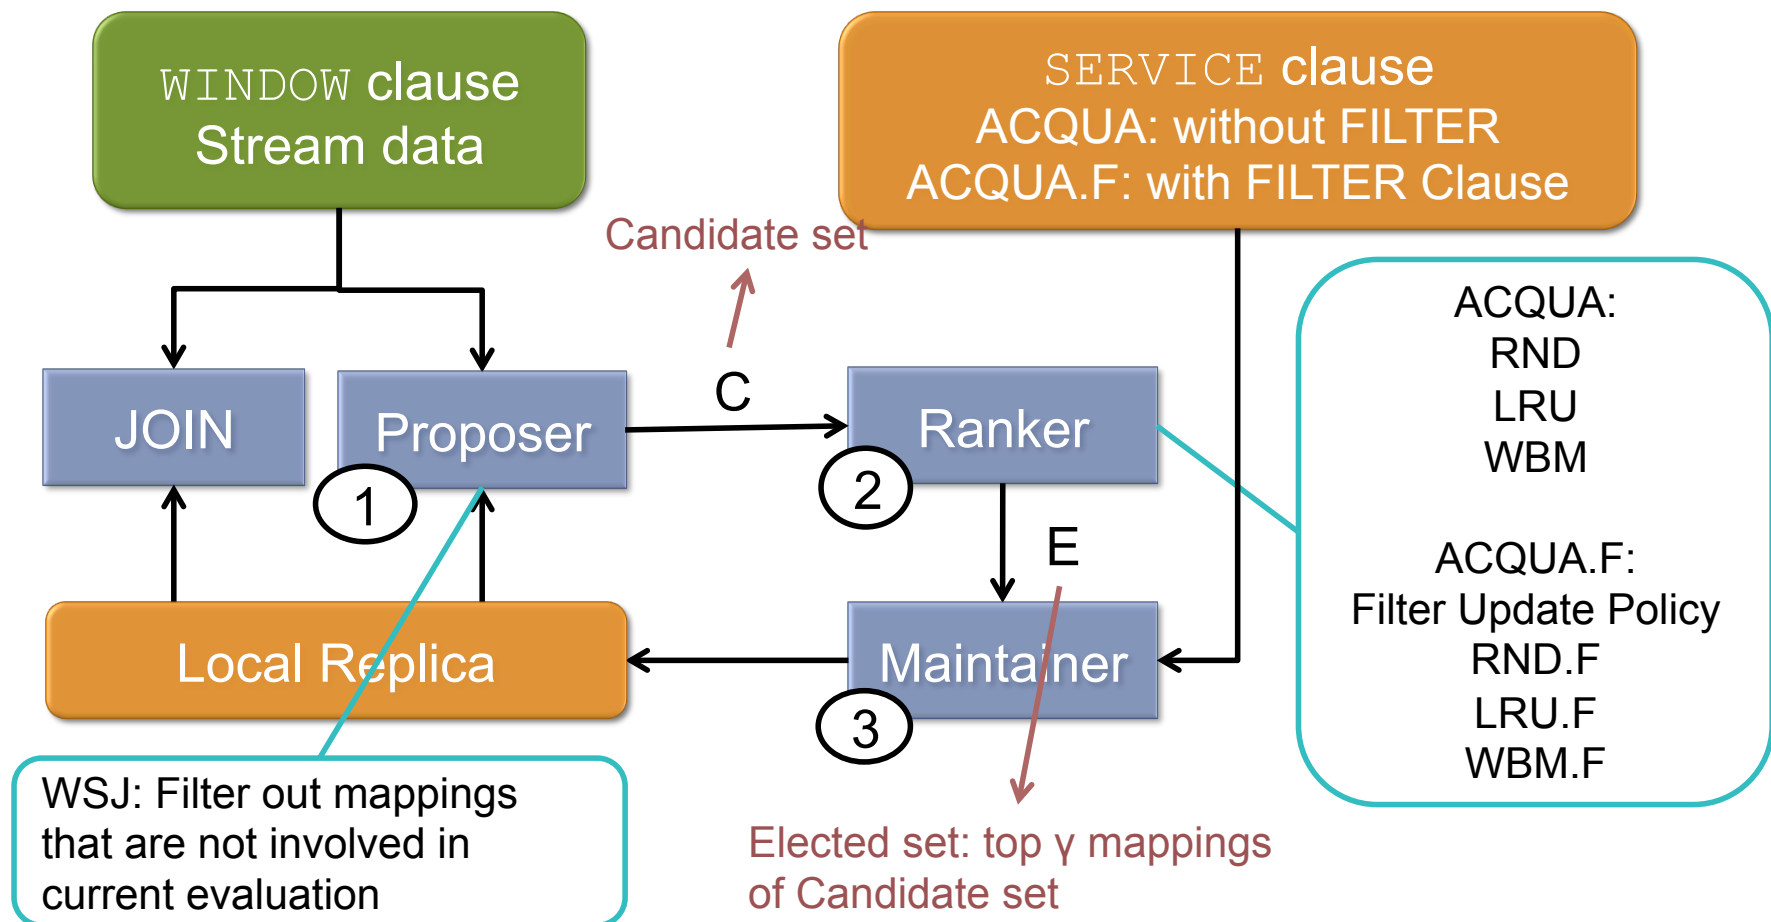 WINDOW clause
Stream data
SERVICE clause
ACQUA: without FILTER
ACQUA.F: with FILTER Clause
Candidate set
JOIN
Proposer
1
C
Ranker
2
E
Maintainer
3
Local Replica
ACQUA:
RND
LRU
WBM
ACQUA.F:
Filter Update Policy
RND.F
LRU.F
WBM.F
WSJ: Filter out mappings
that are not involved in
current evaluation
Elected set: top γ mappings
of Candidate set